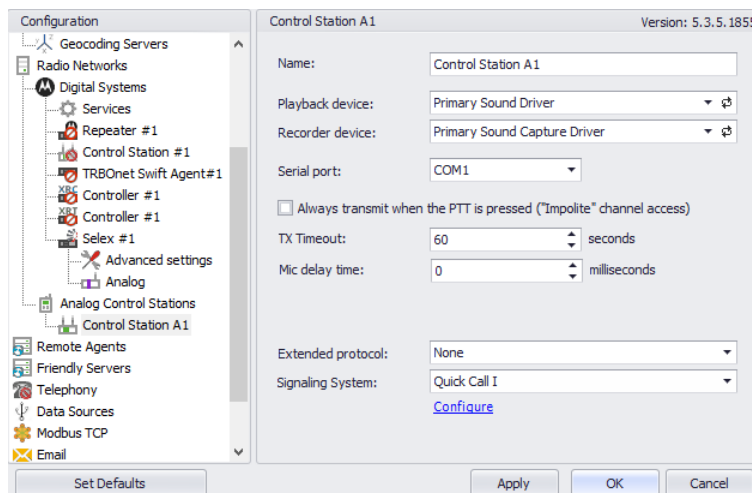 Configuration
Geocoding Servers
Radio Networks
Digital Systems
Services
Repeater #1
Control Station #1
TRBOnet Swift Agent#1
XRC
Controller #1
XRT
Controller #1
Selex #1
Advanced settings
Analog
Analog Control Stations
Control Station A1
Remote Agents
Friendly Servers
Telephony
Data Sources
Modbus TCP
Email
Set Defaults
Control Station A1 Version: 5.3.5.1855
Name: Control Station A1
Playback device: Primary Sound Driver
Recorder device: Primary Sound Capture Driver
Serial port: COM1
Always transmit when the PTT is pressed ("Impolite" channel access)
TX Timeout: 60 seconds
Mic delay time: 0 milliseconds
Extended protocol: None
Signaling System: Quick Call I
Configure
Apply OK Cancel